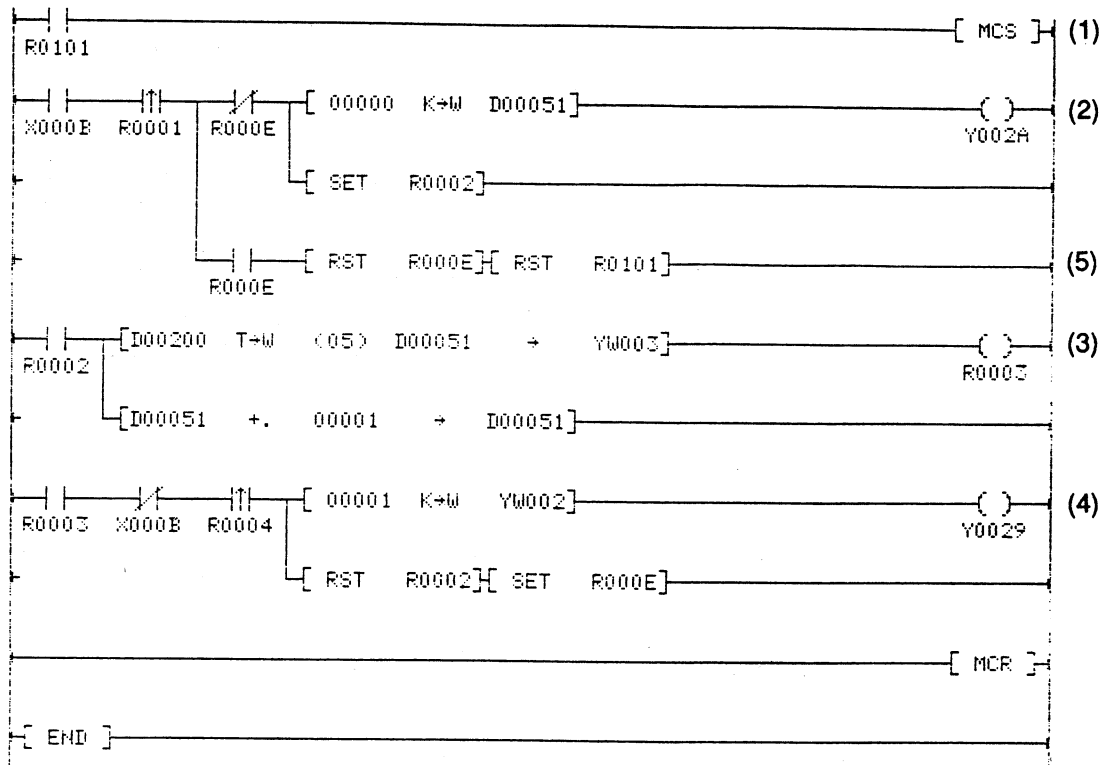 [ MCS ] (1)
R0101
[ 00000 K→W D00051] (2)
X000B R0001 R000E Y002A
[ SET R0002]
[ RST R000E][ RST R0101] (5)
R000E
[D00200 T→W (05) D00051 → YW003] (3)
R0002 R0003
[D00051 +. 00001 → D00051]
[ 00001 K→W YW002] (4)
R0003 X000B R0004 Y0029
[ RST R0002][ SET R000E]
[ MCR ]
[ END ]